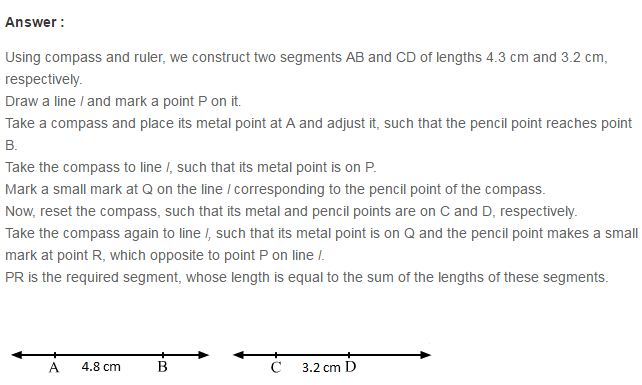 Answer :
Using compass and ruler, we construct two segments AB and CD of lengths 4.3 cm and 3.2 cm,
respectively.
Draw a line l and mark a point P on it.
Take a compass and place its metal point at A and adjust it, such that the pencil point reaches point
B.
Take the compass to line l, such that its metal point is on P.
Mark a small mark at Q on the line l corresponding to the pencil point of the compass.
Now, reset the compass, such that its metal and pencil points are on C and D, respectively.
Take the compass again to line l, such that its metal point is on Q and the pencil point makes a small
mark at point R, which opposite to point P on line l.
PR is the required segment, whose length is equal to the sum of the lengths of these segments.
A 4.8 cm B C 3.2 cm D